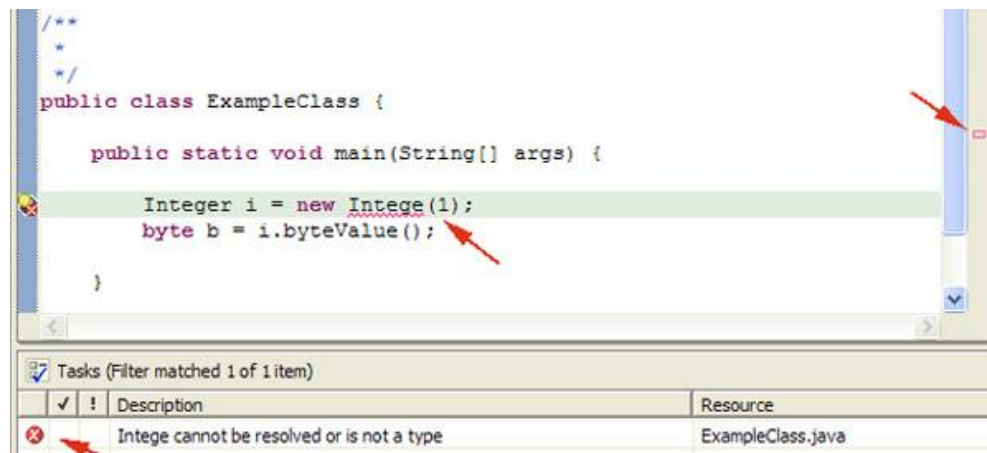 /**
*
*/
public class ExampleClass {
public static void main(String[] args) {
Integer i = new Intege(1);
byte b = i.byteValue();
}
Tasks (Filter matched 1 of 1 item)
✓ ! Description Resource
Intege cannot be resolved or is not a type ExampleClass.java